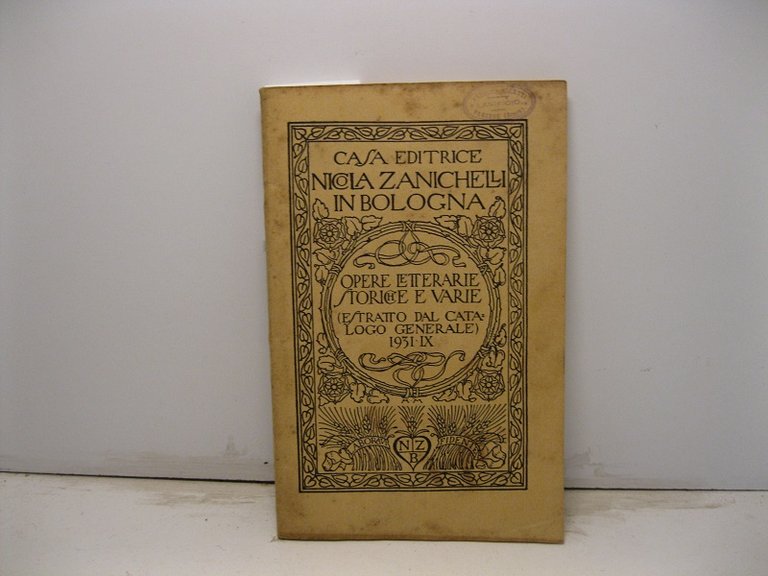 CASA EDITRICE
NICOLA ZANICHELLI
IN BOLOGNA
OPERE LETTERARIE
STORICHE E VARIE
(ESTRATTO DAL CATA-
LOGO GENERALE)
1931·IX
N Z
B